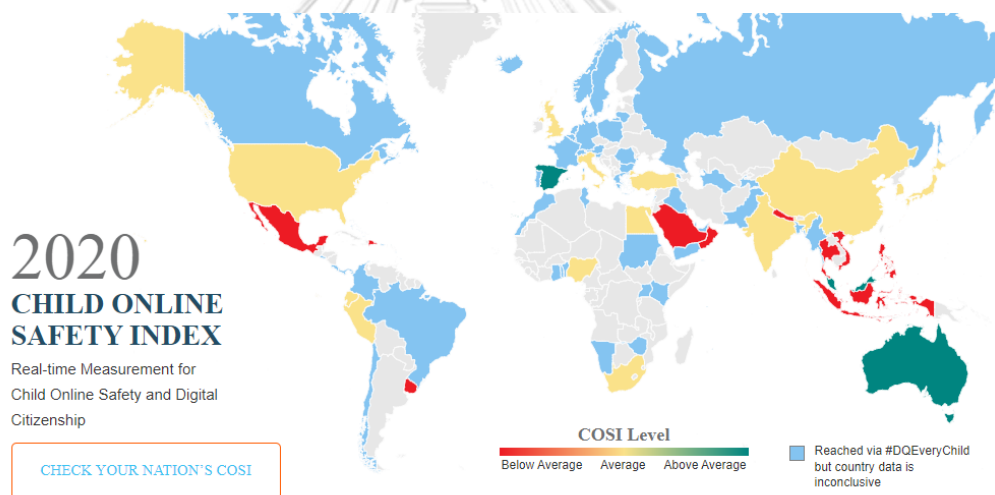 2020
CHILD ONLINE
SAFETY INDEX
Real-time Measurement for
Child Online Safety and Digital
Citizenship
CHECK YOUR NATION`S COSI
COSI Level
Below Average Average Above Average
Reached via #DQEveryChild
but country data is
inconclusive